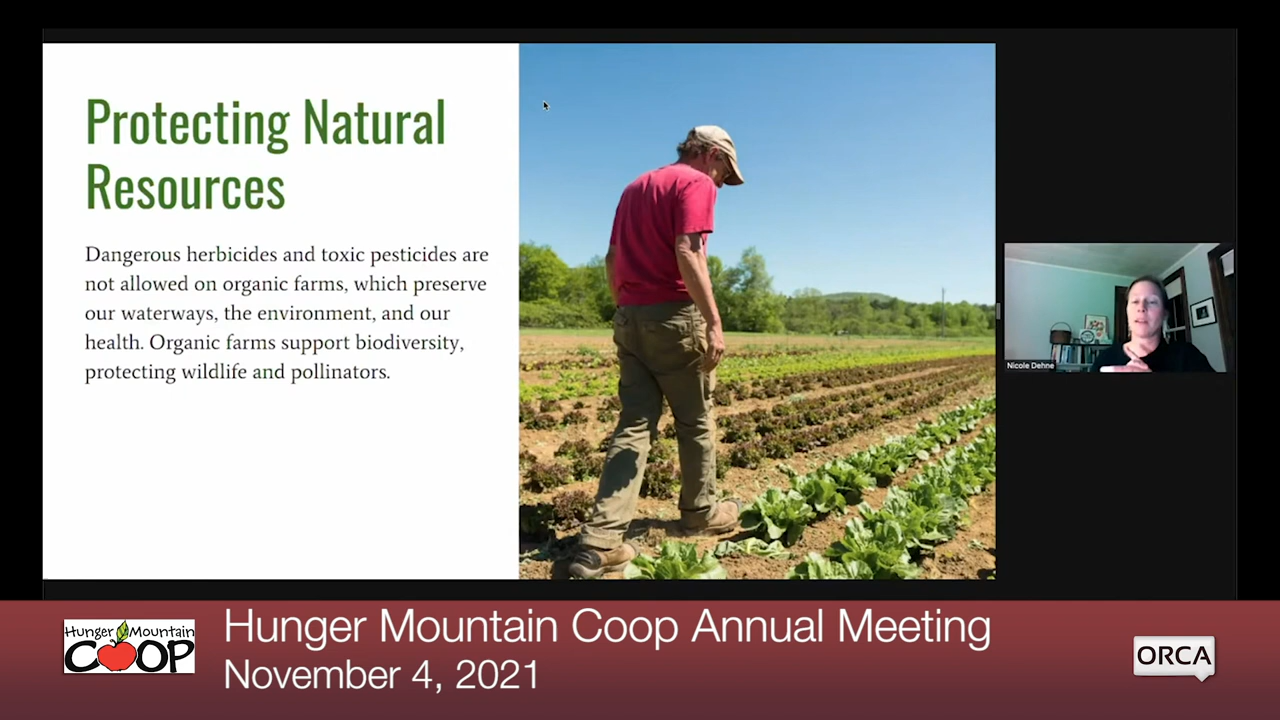 Protecting Natural
Resources
Dangerous herbicides and toxic pesticides are
not allowed on organic farms, which preserve
our waterways, the environment, and our
health. Organic farms support biodiversity,
protecting wildlife and pollinators.
Nicole Dehne
Hunger Mountain
COOP
Hunger Mountain Coop Annual Meeting
November 4, 2021
ORCA